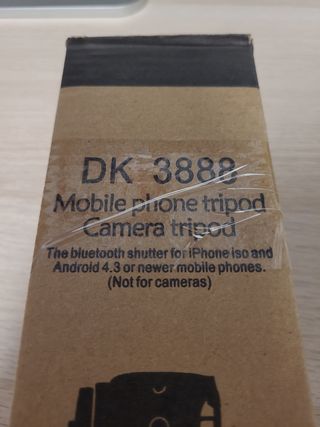 DK 3888
Mobile phone tripod
Camera tripod
The bluetooth shutter for iPhone iso and
Android 4.3 or newer mobile phones.
(Not for cameras)